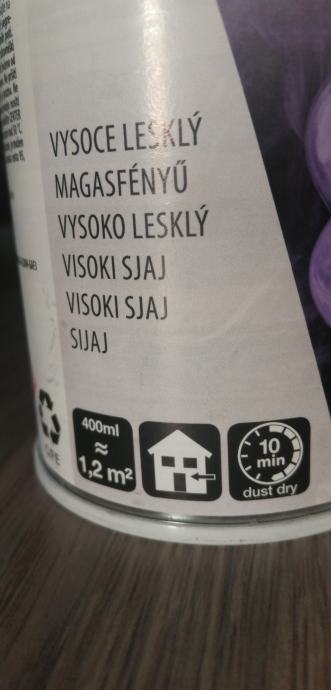 VYSOCE LESKLÝ
MAGASFÉNYŰ
VYSOKO LESKLÝ
VISOKI SJAJ
VISOKI SJAJ
SIJAJ
400ml
≈
1,2 m²
10
min
dust dry